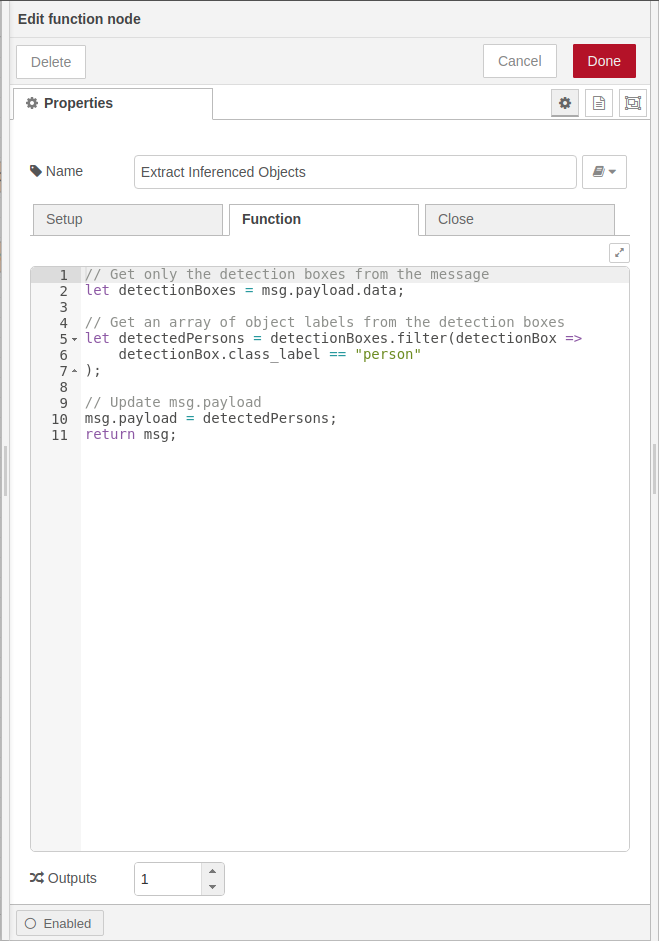 Edit function node
Delete
Cancel
Done
Properties
Name
Extract Inferenced Objects
Setup
Function
Close
1 // Get only the detection boxes from the message
2 let detectionBoxes = msg.payload.data;
3
4 // Get an array of object labels from the detection boxes
5 let detectedPersons = detectionBoxes.filter(detectionBox =>
6     detectionBox.class_label == "person"
7 );
8
9 // Update msg.payload
10 msg.payload = detectedPersons;
11 return msg;
Outputs
1
Enabled